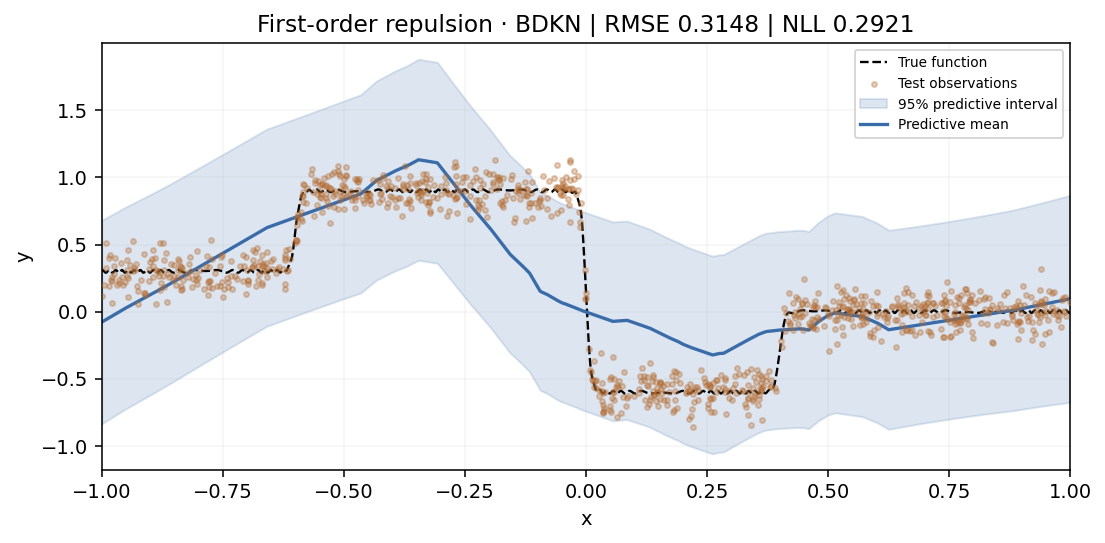 First-order repulsion · BDKN | RMSE 0.3148 | NLL 0.2921
True function
Test observations
95% predictive interval
Predictive mean
1.5
1.0
0.5
0.0
−0.5
−1.0
y
−1.00 −0.75 −0.50 −0.25 0.00 0.25 0.50 0.75 1.00
x